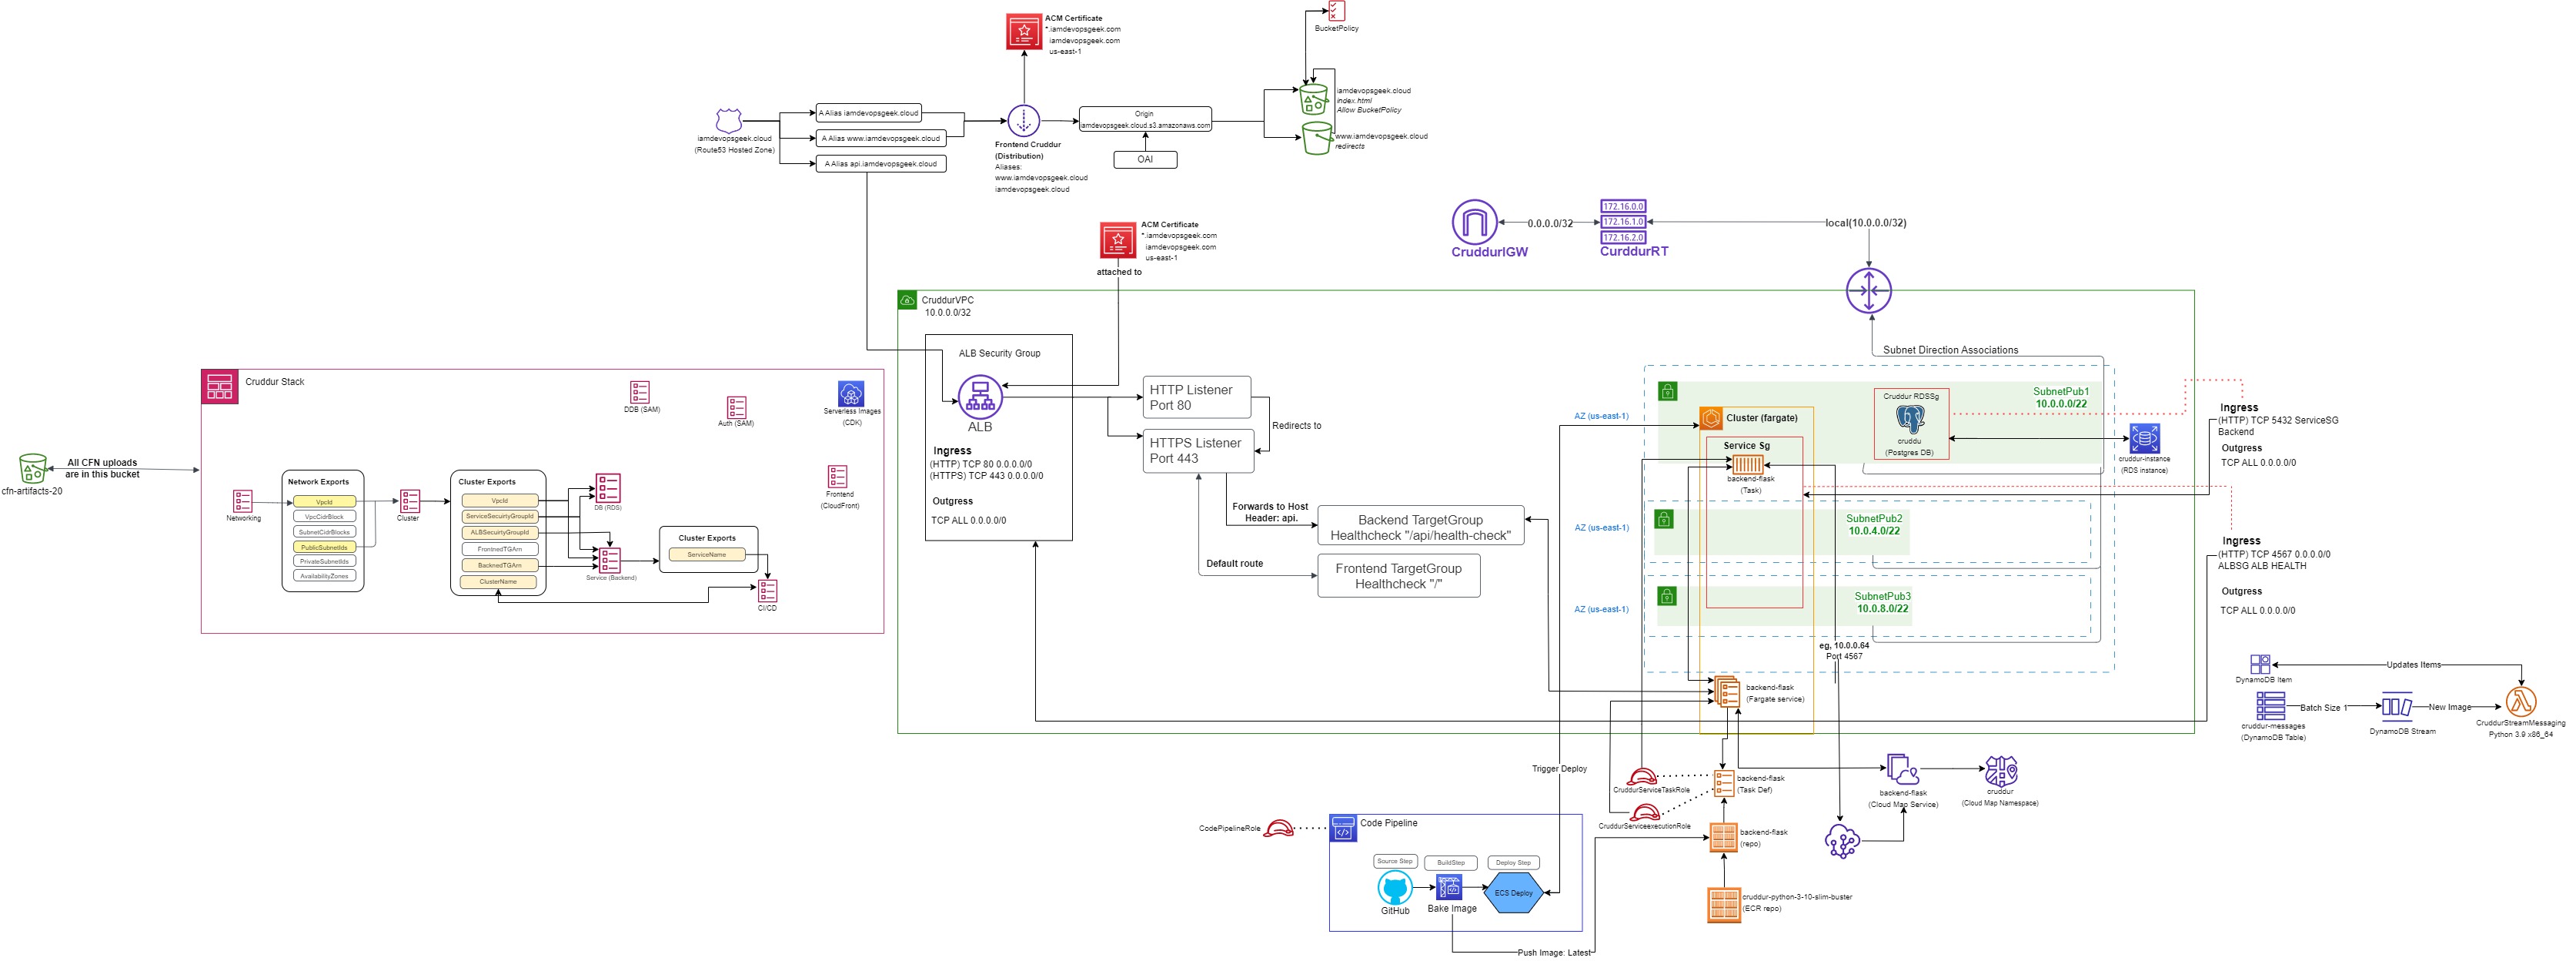 ACM Certificate
*.iamdevopsgeek.com
iamdevopsgeek.com
us-east-1
BucketPolicy
iamdevopsgeek.cloud
index.html
Allow BucketPolicy
www.iamdevopsgeek.cloud
redirects
iamdevopsgeek.cloud
(Route53 Hosted Zone)
A Alias iamdevopsgeek.cloud
A Alias www.iamdevopsgeek.cloud
A Alias api.iamdevopsgeek.cloud
Frontend Cruddur
(Distribution)
Aliases:
www.iamdevopsgeek.cloud
iamdevopsgeek.cloud
Origin
iamdevopsgeek.cloud.s3.amazonaws.com
OAI
ACM Certificate
*.iamdevopsgeek.com
iamdevopsgeek.com
us-east-1
attached to
CruddurIGW
0.0.0.0/32
172.16.0.0
172.16.1.0
172.16.2.0
CurddurRT
local(10.0.0.0/32)
cfn-artifacts-20
All CFN uploads
are in this bucket
Cruddur Stack
DDB (SAM)
Auth (SAM)
Serverless Images
(CDK)
Frontend
(CloudFront)
Networking
Network Exports
VpcId
VpcCidrBlock
SubnetCidrBlocks
PublicSubnetIds
PrivateSubnetIds
AvailabilityZones
Cluster
Cluster Exports
VpcId
ServiceSecuirtyGroupId
ALBSecuirtyGroupId
FrontnedTGArn
BacknedTGArn
ClusterName
DB (RDS)
Service (Backend)
Cluster Exports
ServiceName
CI/CD
CruddurVPC
10.0.0.0/32
ALB Security Group
ALB
Ingress
(HTTP) TCP 80 0.0.0.0/0
(HTTPS) TCP 443 0.0.0.0/0
Outgress
TCP ALL 0.0.0.0/0
HTTP Listener
Port 80
HTTPS Listener
Port 443
Redirects to
Forwards to Host
Header: api.
Default route
Backend TargetGroup
Healthcheck "/api/health-check"
Frontend TargetGroup
Healthcheck "/"
Subnet Direction Associations
AZ (us-east-1)
AZ (us-east-1)
AZ (us-east-1)
SubnetPub1
10.0.0.0/22
SubnetPub2
10.0.4.0/22
SubnetPub3
10.0.8.0/22
Cluster (fargate)
Service Sg
backend-flask
(Task)
Cruddur RDSSg
cruddu
(Postgres DB)
cruddur-instance
(RDS instance)
Ingress
(HTTP) TCP 5432 ServiceSG
Backend
Outgress
TCP ALL 0.0.0.0/0
Ingress
(HTTP) TCP 4567 0.0.0.0/0
ALBSG ALB HEALTH
Outgress
TCP ALL 0.0.0.0/0
eg, 10.0.0.64
Port 4567
backend-flask
(Fargate service)
Trigger Deploy
CruddurServiceTaskRole
CruddurServiceexecutionRole
backend-flask
(Task Def)
backend-flask
(repo)
cruddur-python-3-10-slim-buster
(ECR repo)
backend-flask
(Cloud Map Service)
cruddur
(Cloud Map Namespace)
CodePipelineRole
Code Pipeline
Source Step
BuildStep
Deploy Step
GitHub
Bake Image
ECS Deploy
Push Image: Latest
DynamoDB Item
Updates Items
cruddur-messages
(DynamoDB Table)
Batch Size 1
DynamoDB Stream
New Image
CruddurStreamMessaging
Python 3.9 x86_64